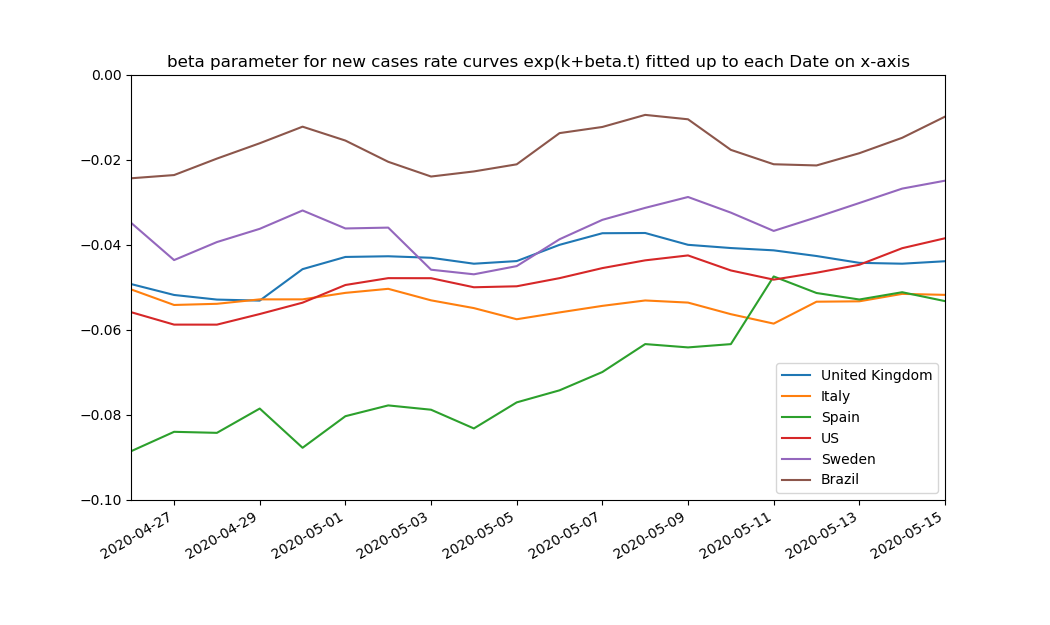 beta parameter for new cases rate curves exp(k+beta.t) fitted up to each Date on x-axis
0.00
−0.02
−0.04
−0.06
−0.08
−0.10
United Kingdom
Italy
Spain
US
Sweden
Brazil
2020-04-27
2020-04-29
2020-05-01
2020-05-03
2020-05-05
2020-05-07
2020-05-09
2020-05-11
2020-05-13
2020-05-15